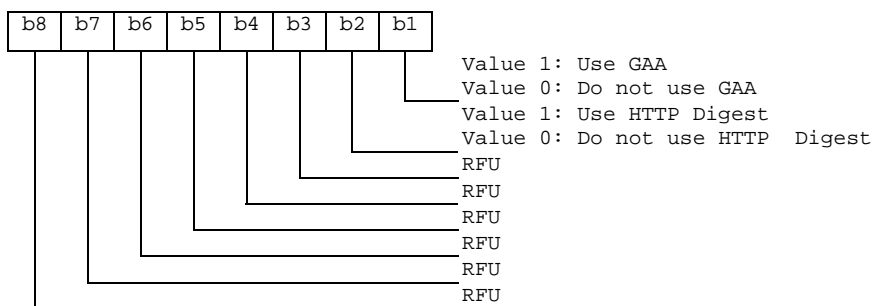 b8 b7 b6 b5 b4 b3 b2 b1
Value 1: Use GAA
Value 0: Do not use GAA
Value 1: Use HTTP Digest
Value 0: Do not use HTTP Digest
RFU
RFU
RFU
RFU
RFU
RFU